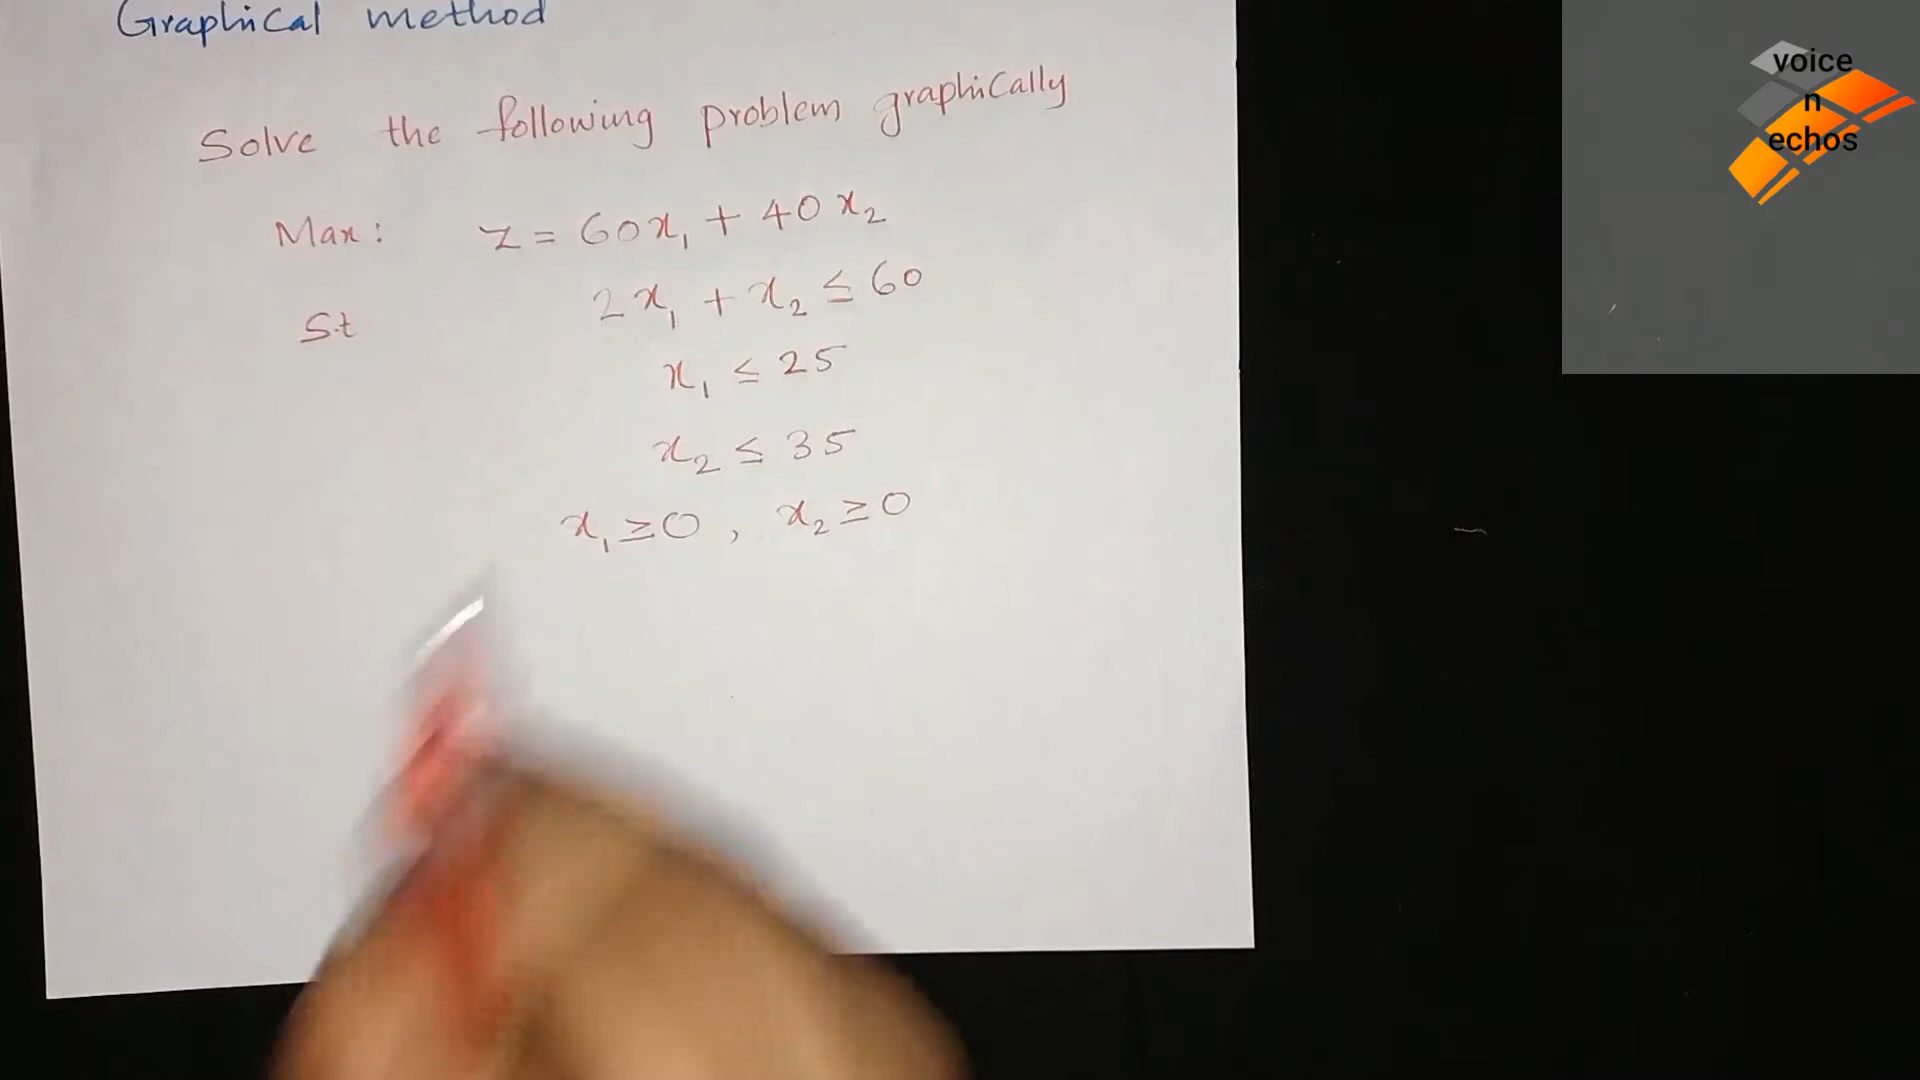 Graphical method
Solve the following problem graphically
Max: z = 60x₁ + 40x₂
S.t 2x₁ + x₂ ≤ 60
x₁ ≤ 25
x₂ ≤ 35
x₁ ≥ 0 , x₂ ≥ 0
voice
n
echos